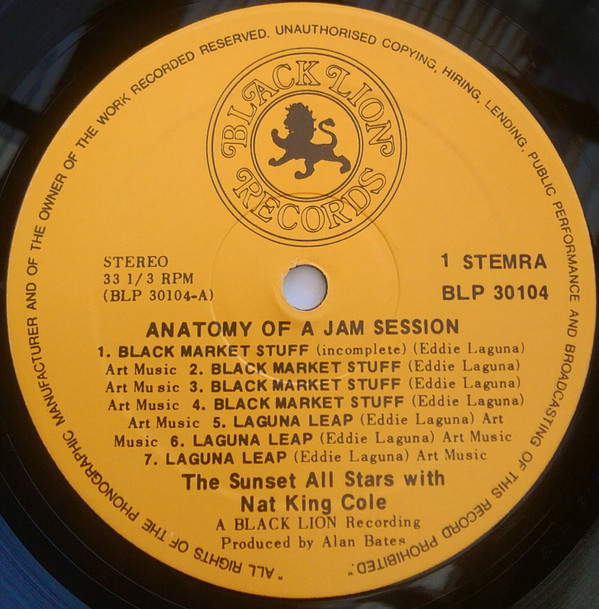 "ALL RIGHTS OF THE PHONOGRAPHIC MANUFACTURER AND OF THE OWNER OF THE WORK RECORDED RESERVED. UNAUTHORISED COPYING, HIRING, LENDING, PUBLIC PERFORMANCE AND BROADCASTING OF THIS RECORD PROHIBITED."
BLACK LION
RECORDS
STEREO
33 1/3 RPM
(BLP 30104-A)
1 STEMRA
BLP 30104
ANATOMY OF A JAM SESSION
1. BLACK MARKET STUFF (incomplete) (Eddie Laguna)
Art Music 2. BLACK MARKET STUFF (Eddie Laguna)
Art Music 3. BLACK MARKET STUFF (Eddie Laguna)
Art Music 4. BLACK MARKET STUFF (Eddie Laguna)
Art Music 5. LAGUNA LEAP (Eddie Laguna) Art
Music 6. LAGUNA LEAP (Eddie Laguna) Art Music
7. LAGUNA LEAP (Eddie Laguna) Art Music
The Sunset All Stars with
Nat King Cole
A BLACK LION Recording
Produced by Alan Bates